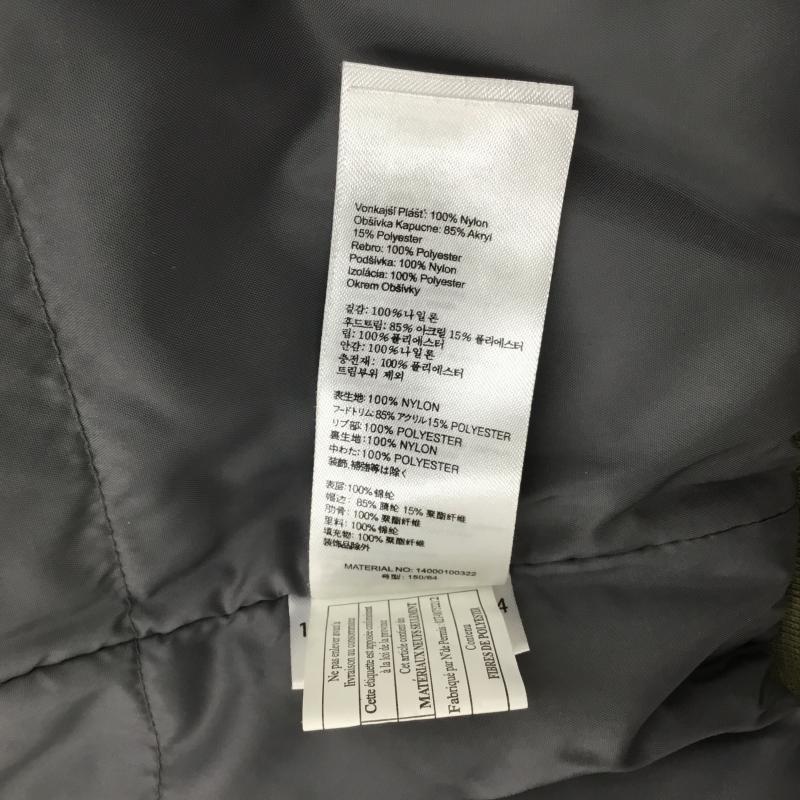 Vonkajší Plášť: 100% Nylon
Obšívka Kapucne: 85% Akryl
15% Polyester
Rebro: 100% Polyester
Podšívka: 100% Nylon
Izolácia: 100% Polyester
Okrem Obšívky
겉감: 100%나일론
후드트림: 85% 아크릴 15% 폴리에스터
립: 100%폴리에스터
안감: 100%나일론
충전재: 100%폴리에스터
트림부위 제외
表生地:100% NYLON
フードトリム:85% アクリル15% POLYESTER
リブ部:100% POLYESTER
裏生地:100% NYLON
中わた:100% POLYESTER
装飾,補強等は除く
表层:100%锦纶
帽边: 85% 腈纶 15% 聚酯纤维
肋骨: 100% 聚酯纤维
里料: 100%锦纶
填充物: 100% 聚酯纤维
装饰品除外
MATERIAL NO: 14000100322
号型: 150/64
1
4
Ne pas enlever avant
livraison au consommateur
Cette étiquette est apposée conformément
à la loi de la province
Cet article contient des
MATÉRIAUX NEUFS SEULEMENT
Fabriqué par N° de Permis :
Contenu
FIBRES DE POLYESTER